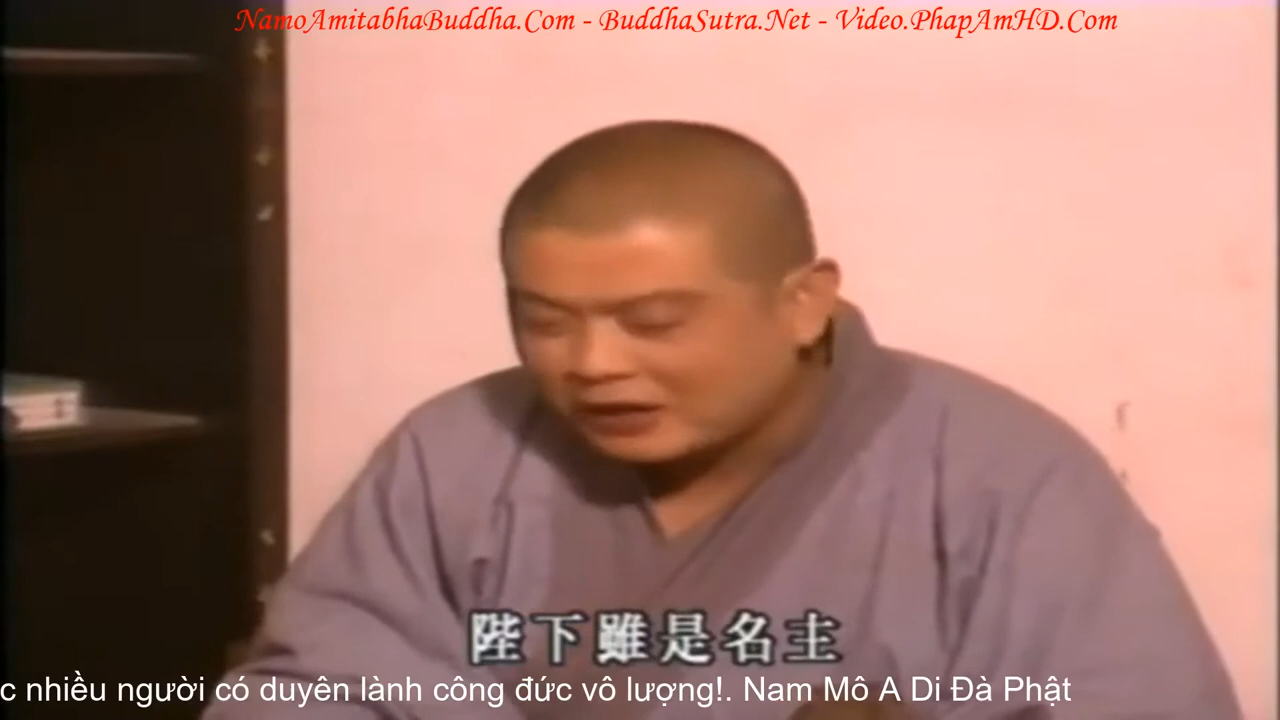 NamoAmitabhaBuddha.Com - BuddhaSutra.Net - Video.PhapAmHD.Com
陛下雖是名主
c nhiều người có duyên lành công đức vô lượng!. Nam Mô A Di Đà Phật